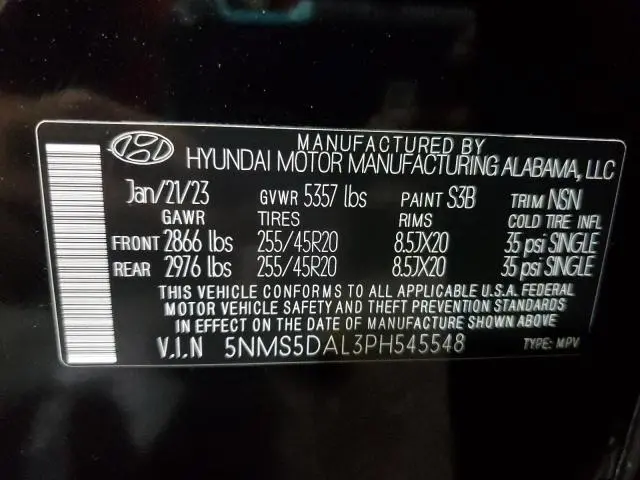 MANUFACTURED BY
HYUNDAI MOTOR MANUFACTURING ALABAMA, LLC
Jan/21/23 GVWR 5357 lbs PAINT S3B TRIM NSN
GAWR TIRES RIMS COLD TIRE INFL
FRONT 2866 lbs 255/45R20 8.5JX20 35 psi SINGLE
REAR 2976 lbs 255/45R20 8.5JX20 35 psi SINGLE
THIS VEHICLE CONFORMS TO ALL APPLICABLE U.S.A. FEDERAL
MOTOR VEHICLE SAFETY AND THEFT PREVENTION STANDARDS
IN EFFECT ON THE DATE OF MANUFACTURE SHOWN ABOVE
V.I.N 5NMS5DAL3PH545548 TYPE: MPV